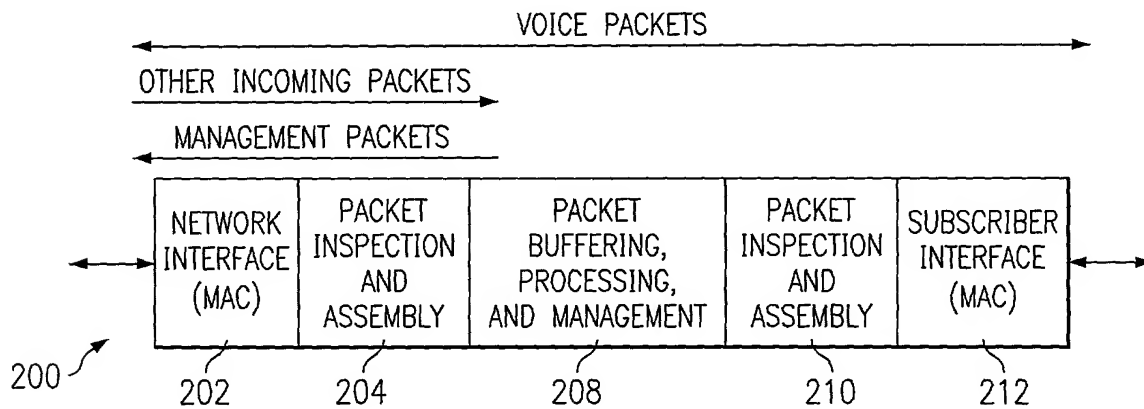 VOICE PACKETS
OTHER INCOMING PACKETS
MANAGEMENT PACKETS
NETWORK
INTERFACE
(MAC)
PACKET
INSPECTION
AND
ASSEMBLY
PACKET
BUFFERING,
PROCESSING,
AND MANAGEMENT
PACKET
INSPECTION
AND
ASSEMBLY
SUBSCRIBER
INTERFACE
(MAC)
200
202
204
208
210
212